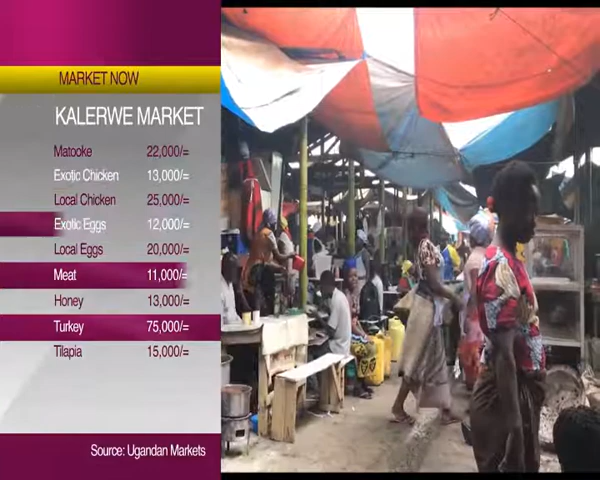 MARKET NOW
KALERWE MARKET
Matooke 22,000/=
Exotic Chicken 13,000/=
Local Chicken 25,000/=
Exotic Eggs 12,000/=
Local Eggs 20,000/=
Meat 11,000/=
Honey 13,000/=
Turkey 75,000/=
Tilapia 15,000/=
Source: Ugandan Markets